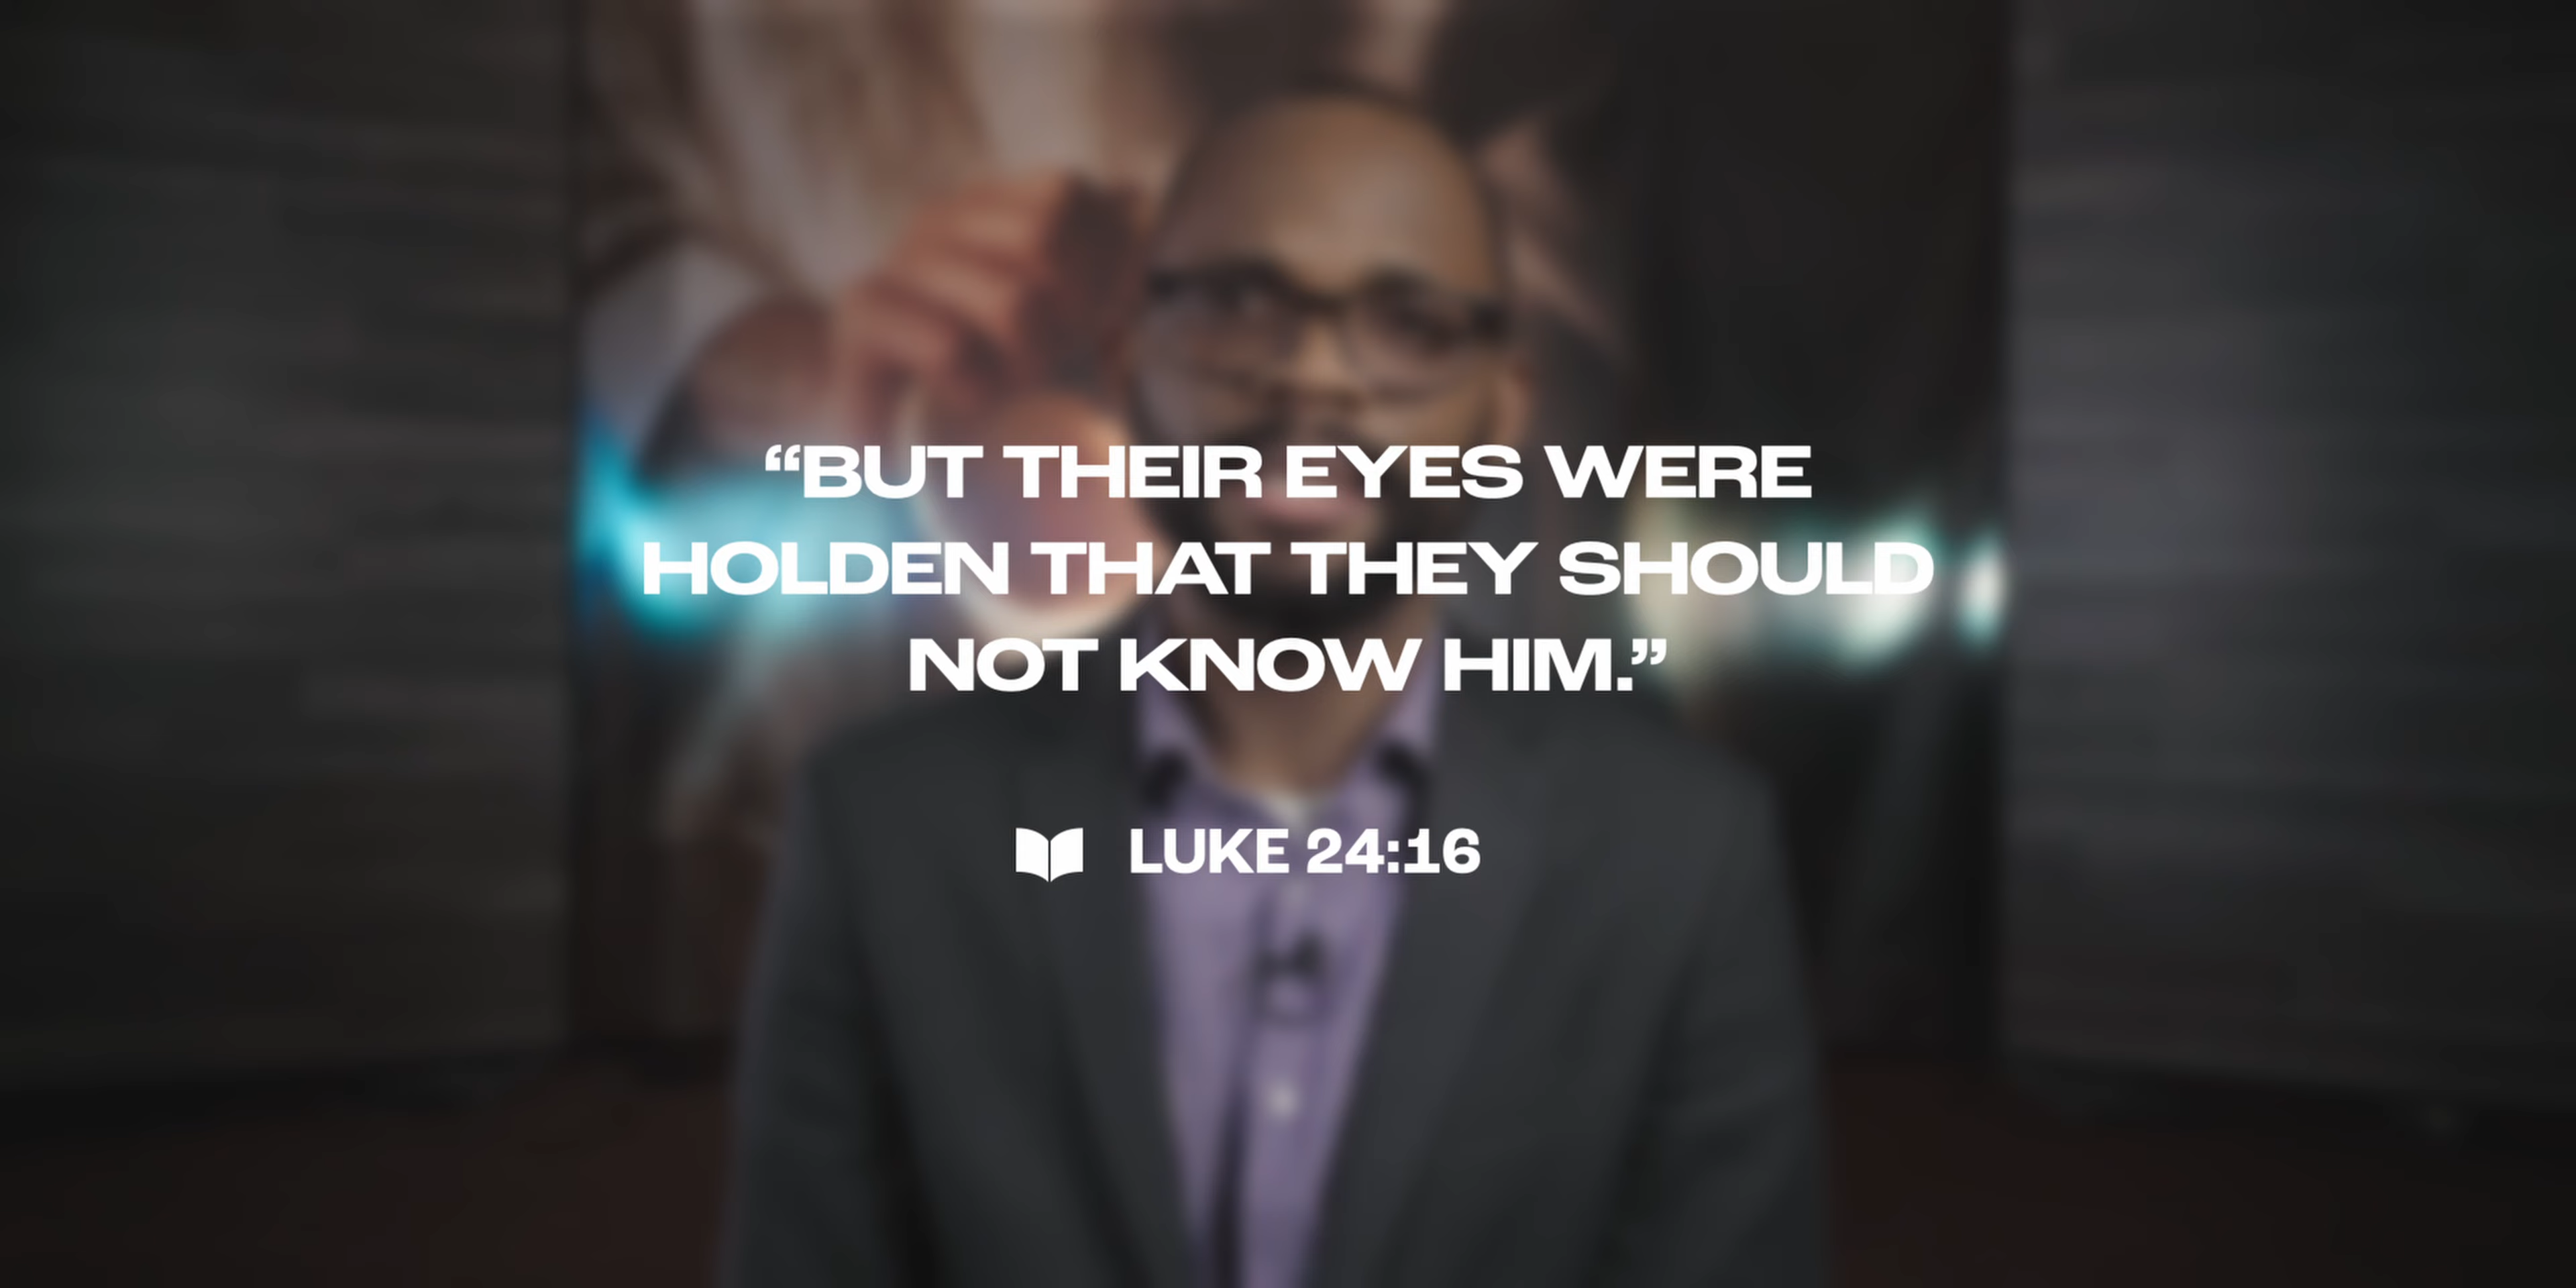 “BUT THEIR EYES WERE
HOLDEN THAT THEY SHOULD
NOT KNOW HIM.”
LUKE 24:16